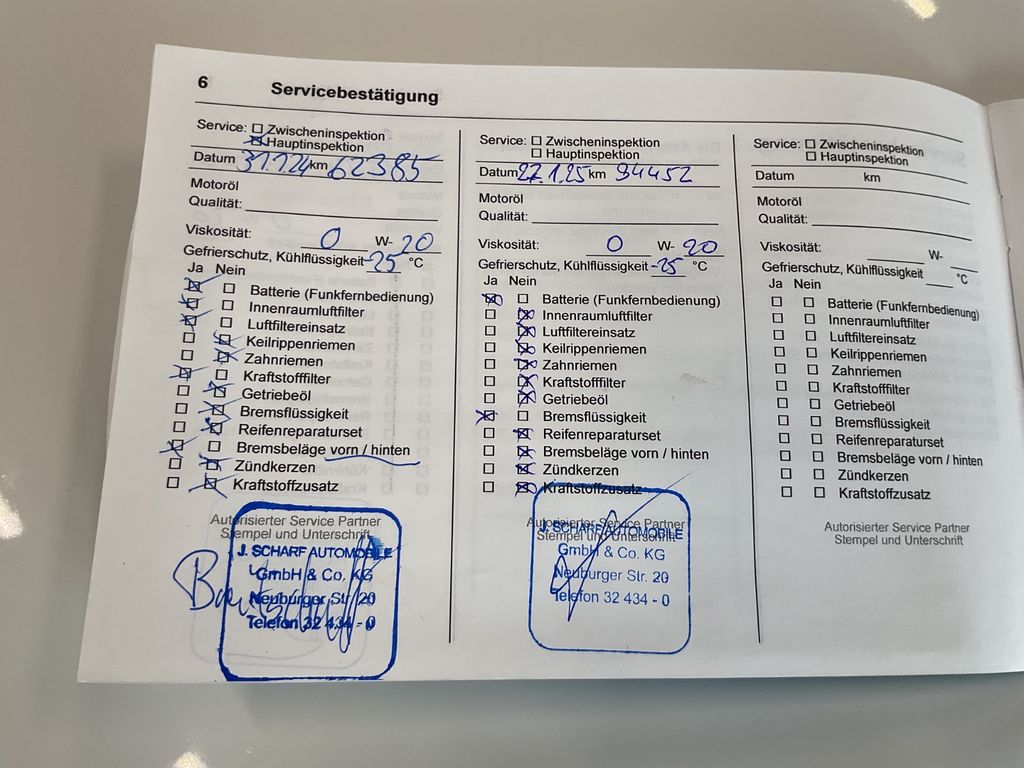 6 Servicebestätigung
Service: ☐ Zwischeninspektion
☒ Hauptinspektion
Datum 31.1.24 km 62385
Motoröl
Qualität:
Viskosität: 0 W- 20
Gefrierschutz, Kühlflüssigkeit -25 °C
Ja Nein
☒ ☐ Batterie (Funkfernbedienung)
☒ ☐ Innenraumluftfilter
☒ ☐ Luftfiltereinsatz
☐ ☒ Keilrippenriemen
☐ ☒ Zahnriemen
☒ ☐ Kraftstofffilter
☐ ☒ Getriebeöl
☐ ☒ Bremsflüssigkeit
☐ ☒ Reifenreparaturset
☒ ☐ Bremsbeläge vorn / hinten
☐ ☒ Zündkerzen
☐ ☒ Kraftstoffzusatz
Autorisierter Service Partner
Stempel und Unterschrift
J. SCHARF AUTOMOBILE
GmbH & Co. KG
Neuburger Str. 20
Telefon 32 434 - 0
Service: ☐ Zwischeninspektion
☐ Hauptinspektion
Datum 27.1.25 km 94452
Motoröl
Qualität:
Viskosität: 0 W- 20
Gefrierschutz, Kühlflüssigkeit -25 °C
Ja Nein
☒ ☐ Batterie (Funkfernbedienung)
☐ ☒ Innenraumluftfilter
☐ ☒ Luftfiltereinsatz
☐ ☒ Keilrippenriemen
☐ ☒ Zahnriemen
☐ ☒ Kraftstofffilter
☐ ☒ Getriebeöl
☒ ☐ Bremsflüssigkeit
☐ ☒ Reifenreparaturset
☐ ☒ Bremsbeläge vorn / hinten
☐ ☒ Zündkerzen
☐ ☒ Kraftstoffzusatz
Autorisierter Service Partner
Stempel und Unterschrift
J. SCHARF AUTOMOBILE
GmbH & Co. KG
Neuburger Str. 20
Telefon 32 434 - 0
Service: ☐ Zwischeninspektion
☐ Hauptinspektion
Datum km
Motoröl
Qualität:
Viskosität: W-
Gefrierschutz, Kühlflüssigkeit °C
Ja Nein
☐ ☐ Batterie (Funkfernbedienung)
☐ ☐ Innenraumluftfilter
☐ ☐ Luftfiltereinsatz
☐ ☐ Keilrippenriemen
☐ ☐ Zahnriemen
☐ ☐ Kraftstofffilter
☐ ☐ Getriebeöl
☐ ☐ Bremsflüssigkeit
☐ ☐ Reifenreparaturset
☐ ☐ Bremsbeläge vorn / hinten
☐ ☐ Zündkerzen
☐ ☐ Kraftstoffzusatz
Autorisierter Service Partner
Stempel und Unterschrift